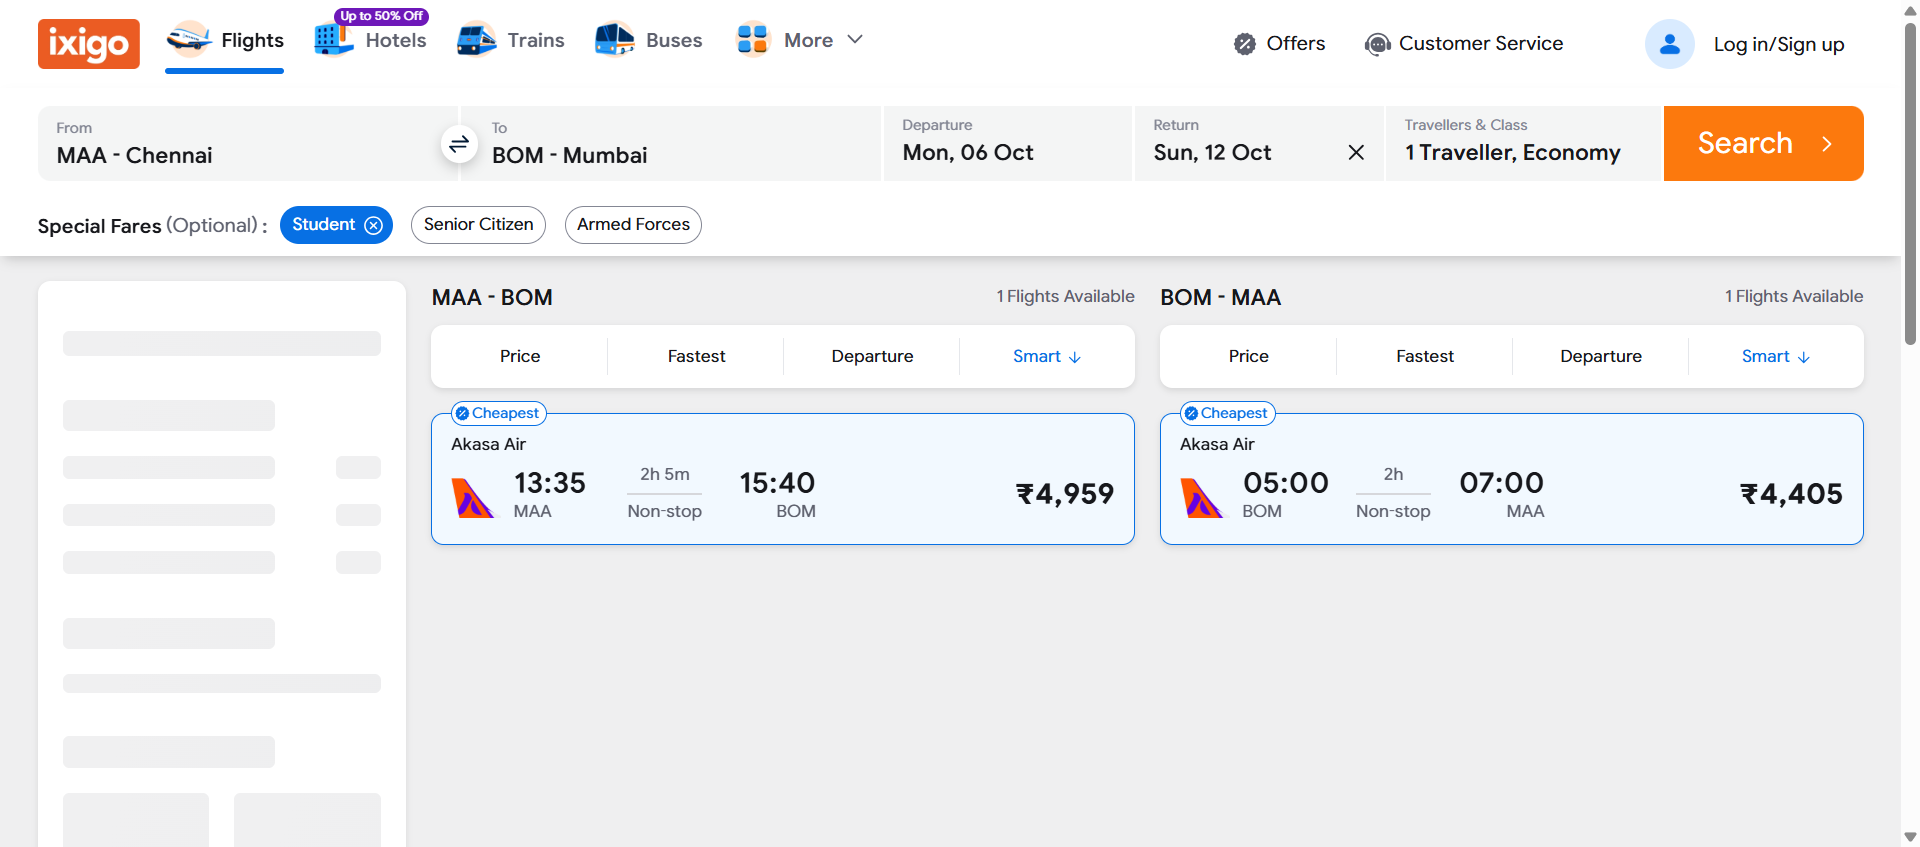 ixigo
Flights
Up to 50% Off
Hotels
Trains
Buses
More
Offers
Customer Service
Log in/Sign up
From
MAA - Chennai
To
BOM - Mumbai
Departure
Mon, 06 Oct
Return
Sun, 12 Oct
Travellers & Class
1 Traveller, Economy
Search
Special Fares (Optional) :
Student
Senior Citizen
Armed Forces
MAA - BOM
1 Flights Available
Price
Fastest
Departure
Smart
Cheapest
Akasa Air
13:35
MAA
2h 5m
Non-stop
15:40
BOM
₹4,959
BOM - MAA
1 Flights Available
Price
Fastest
Departure
Smart
Cheapest
Akasa Air
05:00
BOM
2h
Non-stop
07:00
MAA
₹4,405